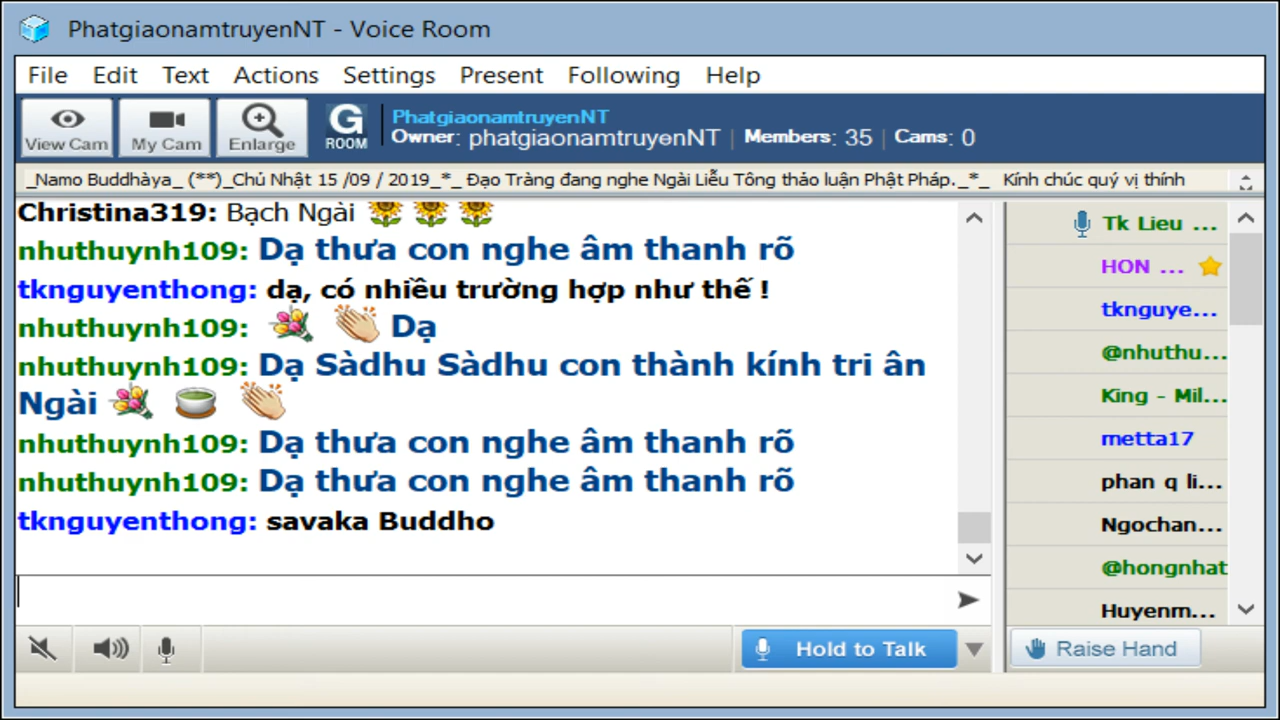 PhatgiaonamtruyenNT - Voice Room
File Edit Text Actions Settings Present Following Help
View Cam My Cam Enlarge G ROOM
PhatgiaonamtruyenNT
Owner: phatgiaonamtruyenNT | Members: 35 | Cams: 0
_Namo Buddhàya_ (**)_Chủ Nhật 15 /09 / 2019_*_ Đạo Tràng đang nghe Ngài Liễu Tông thảo luận Phật Pháp._*_ Kính chúc quý vị thính
Christina319: Bạch Ngài
nhuthuynh109: Dạ thưa con nghe âm thanh rõ
tknguyenthong: dạ, có nhiều trường hợp như thế !
nhuthuynh109: Dạ
nhuthuynh109: Dạ Sàdhu Sàdhu con thành kính tri ân
Ngài
nhuthuynh109: Dạ thưa con nghe âm thanh rõ
nhuthuynh109: Dạ thưa con nghe âm thanh rõ
tknguyenthong: savaka Buddho
Tk Lieu ...
HON ...
tknguye...
@nhuthu...
King - Mil...
metta17
phan q li...
Ngochan...
@hongnhat
Huyenm...
Hold to Talk
Raise Hand